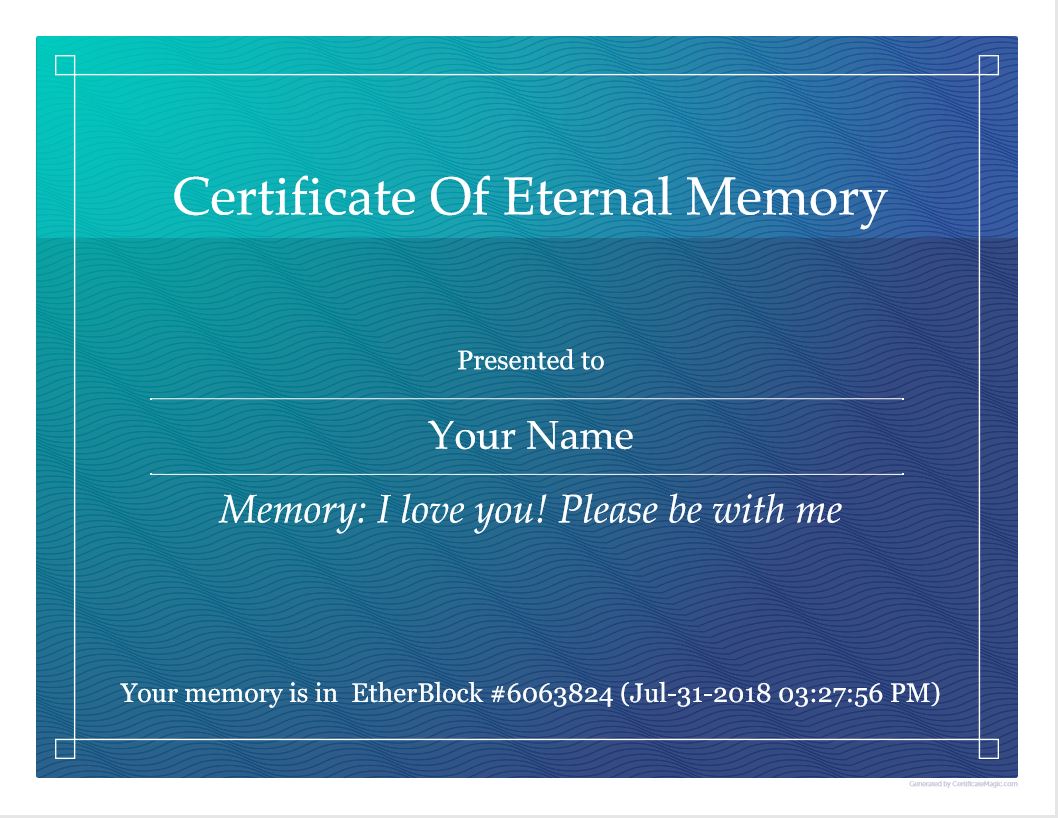 Certificate Of Eternal Memory
Presented to
Your Name
Memory: I love you! Please be with me
Your memory is in  EtherBlock #6063824 (Jul-31-2018 03:27:56 PM)
Generated by CertificateMagic.com